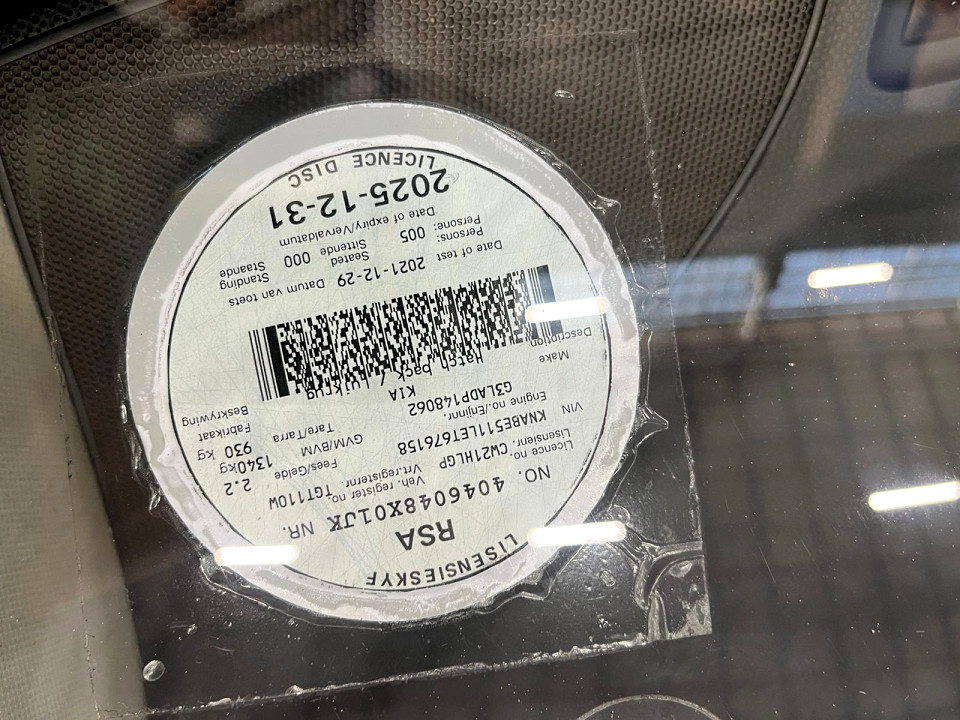 LISENSIESKYF
RSA
NO. 4046048X01JK NR.
Licence no./Lisensienr. CW21HLGP Veh. register no./Vrt.registernr. TGT110W
VIN KNABE511LET676158 Fees/Gelde 2.2
Engine no./Enjinnr. G3LADP148062 GVM/BVM 1340kg
Tare/Tarra 930 kg
Make KIA Fabrikaat
Description Hatch back / Luikrug Beskrywing
Date of test 2021-12-29 Datum van toets
Persons: Persone: 005 Seated Sittende 000 Standing Staande
Date of expiry/Vervaldatum
2025-12-31
LICENCE DISC